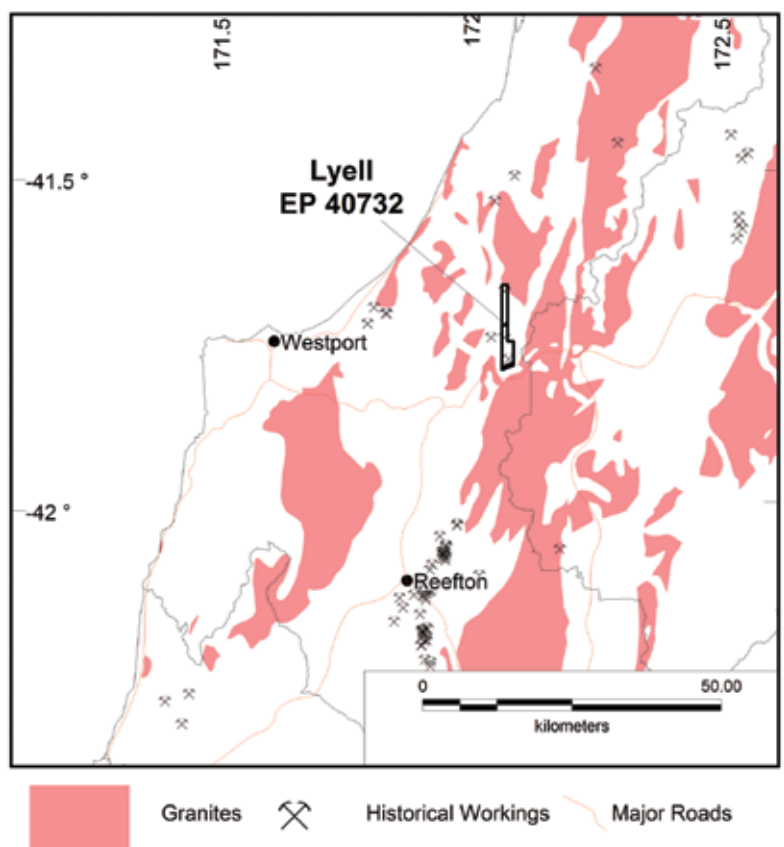 171.5
172
172.5
-41.5°
Lyell
EP 40732
Westport
-42°
Reefton
0 50.00
kilometers
Granites Historical Workings Major Roads